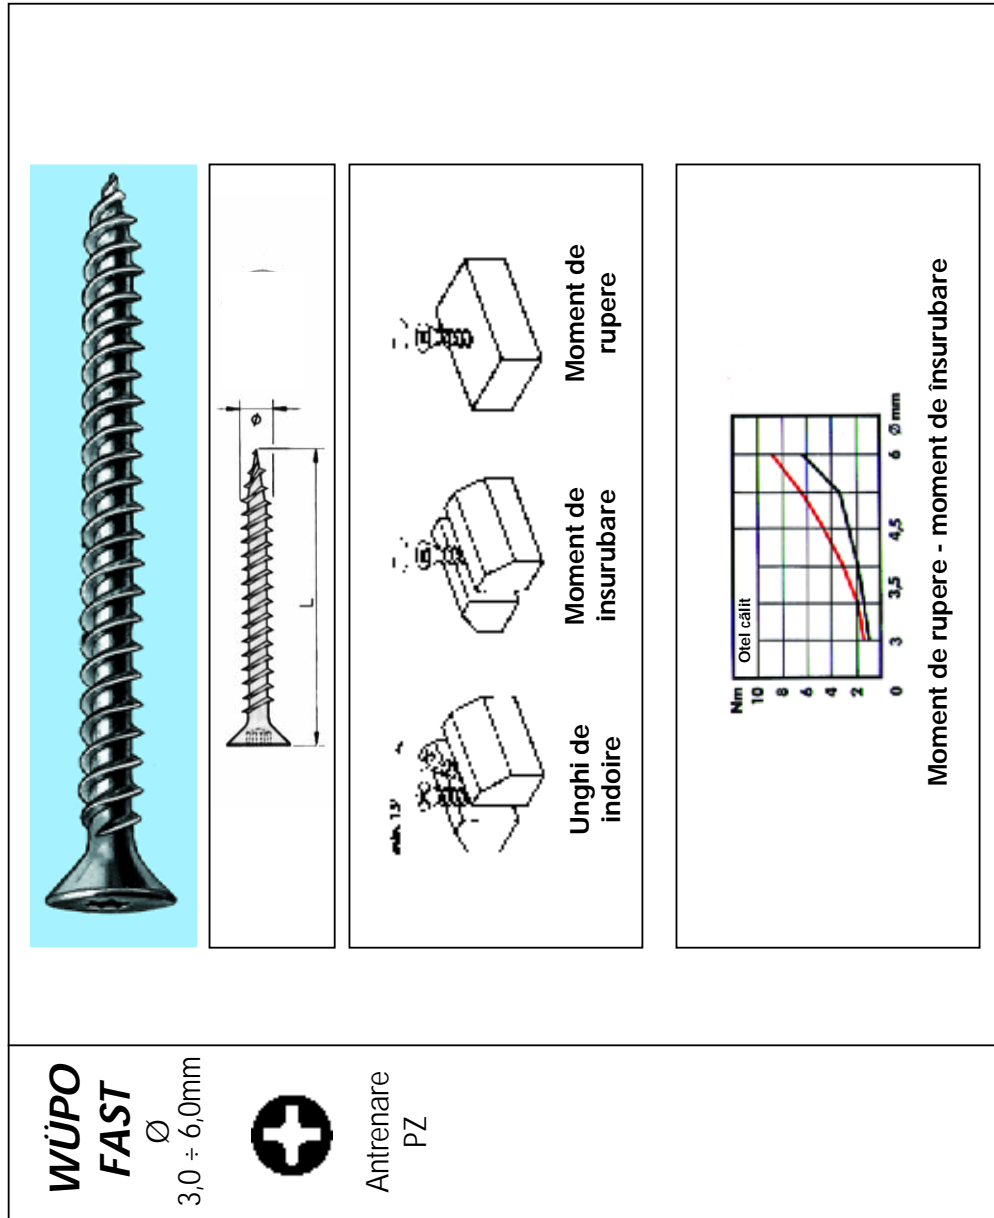 WÜPO
FAST
Ø
3,0 ÷ 6,0mm
Antrenare
PZ
L
ø
min. 15°
Unghi de
indoire
Moment de
insurubare
Moment de
rupere
Nm
10
8
6
4
2
0
Otel călit
3
3,5
4,5
6
Ø mm
Moment de rupere - moment de însurubare